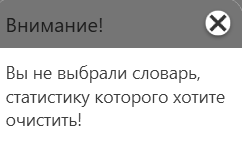 Внимание!
Вы не выбрали словарь,
статистику которого хотите
очистить!